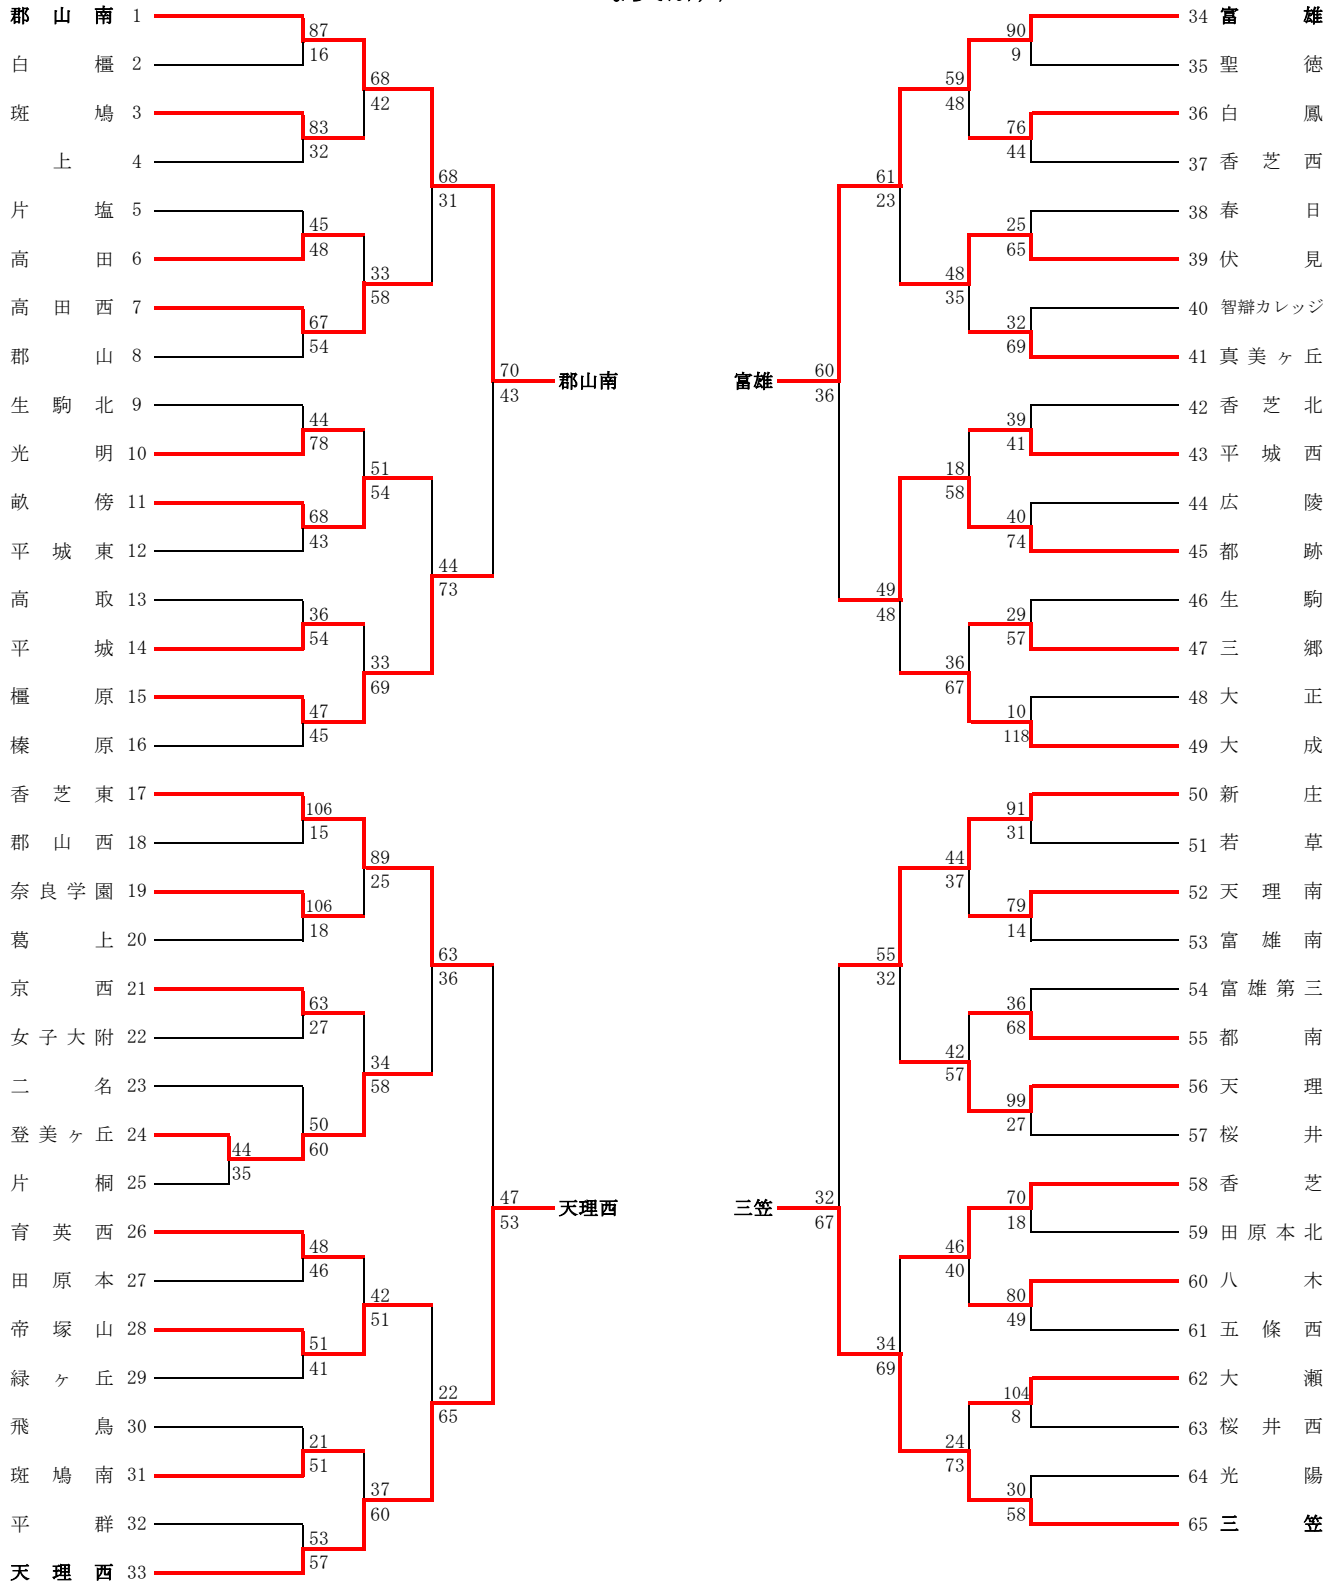 郡山南 1
白橿 2
斑鳩 3
上 4
片塩 5
高田 6
高田西 7
郡山 8
生駒北 9
光明 10
畝傍 11
平城東 12
高取 13
平城 14
橿原 15
榛原 16
香芝東 17
郡山西 18
奈良学園 19
葛上 20
京西 21
女子大附 22
二名 23
登美ヶ丘 24
片桐 25
育英西 26
田原本 27
帝塚山 28
緑ヶ丘 29
飛鳥 30
斑鳩南 31
平群 32
天理西 33
87
16
83
32
45
48
67
54
44
78
68
43
36
54
47
45
106
15
106
18
63
27
44
35
50
60
48
46
51
41
21
51
53
57
68
42
33
58
51
54
33
69
89
25
34
58
42
51
37
60
68
31
44
73
63
36
22
65
70
43
47
53
郡山南
天理西
富雄
三笠
60
36
32
67
61
23
49
48
55
32
34
69
59
48
48
35
18
58
36
67
44
37
42
57
46
40
24
73
90
9
76
44
25
65
32
69
39
41
40
74
29
57
10
118
91
31
79
14
36
68
99
27
70
18
80
49
104
8
30
58
34 富雄
35 聖徳
36 白鳳
37 香芝西
38 春日
39 伏見
40 智辯カレッジ
41 真美ヶ丘
42 香芝北
43 平城西
44 広陵
45 都跡
46 生駒
47 三郷
48 大正
49 大成
50 新庄
51 若草
52 天理南
53 富雄南
54 富雄第三
55 都南
56 天理
57 桜井
58 香芝
59 田原本北
60 八木
61 五條西
62 大瀬
63 桜井西
64 光陽
65 三笠